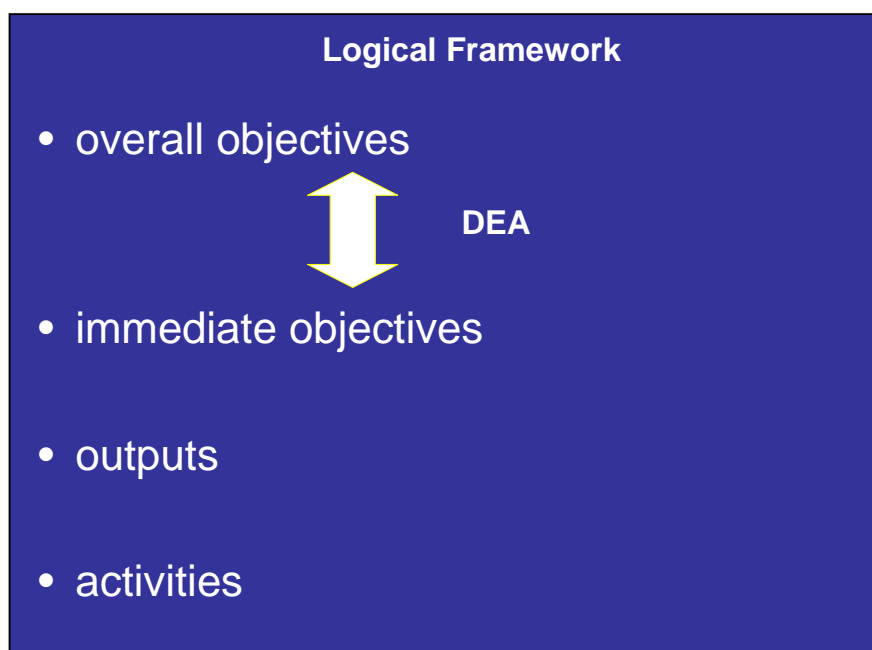 Logical Framework
• overall objectives
DEA
• immediate objectives
• outputs
• activities